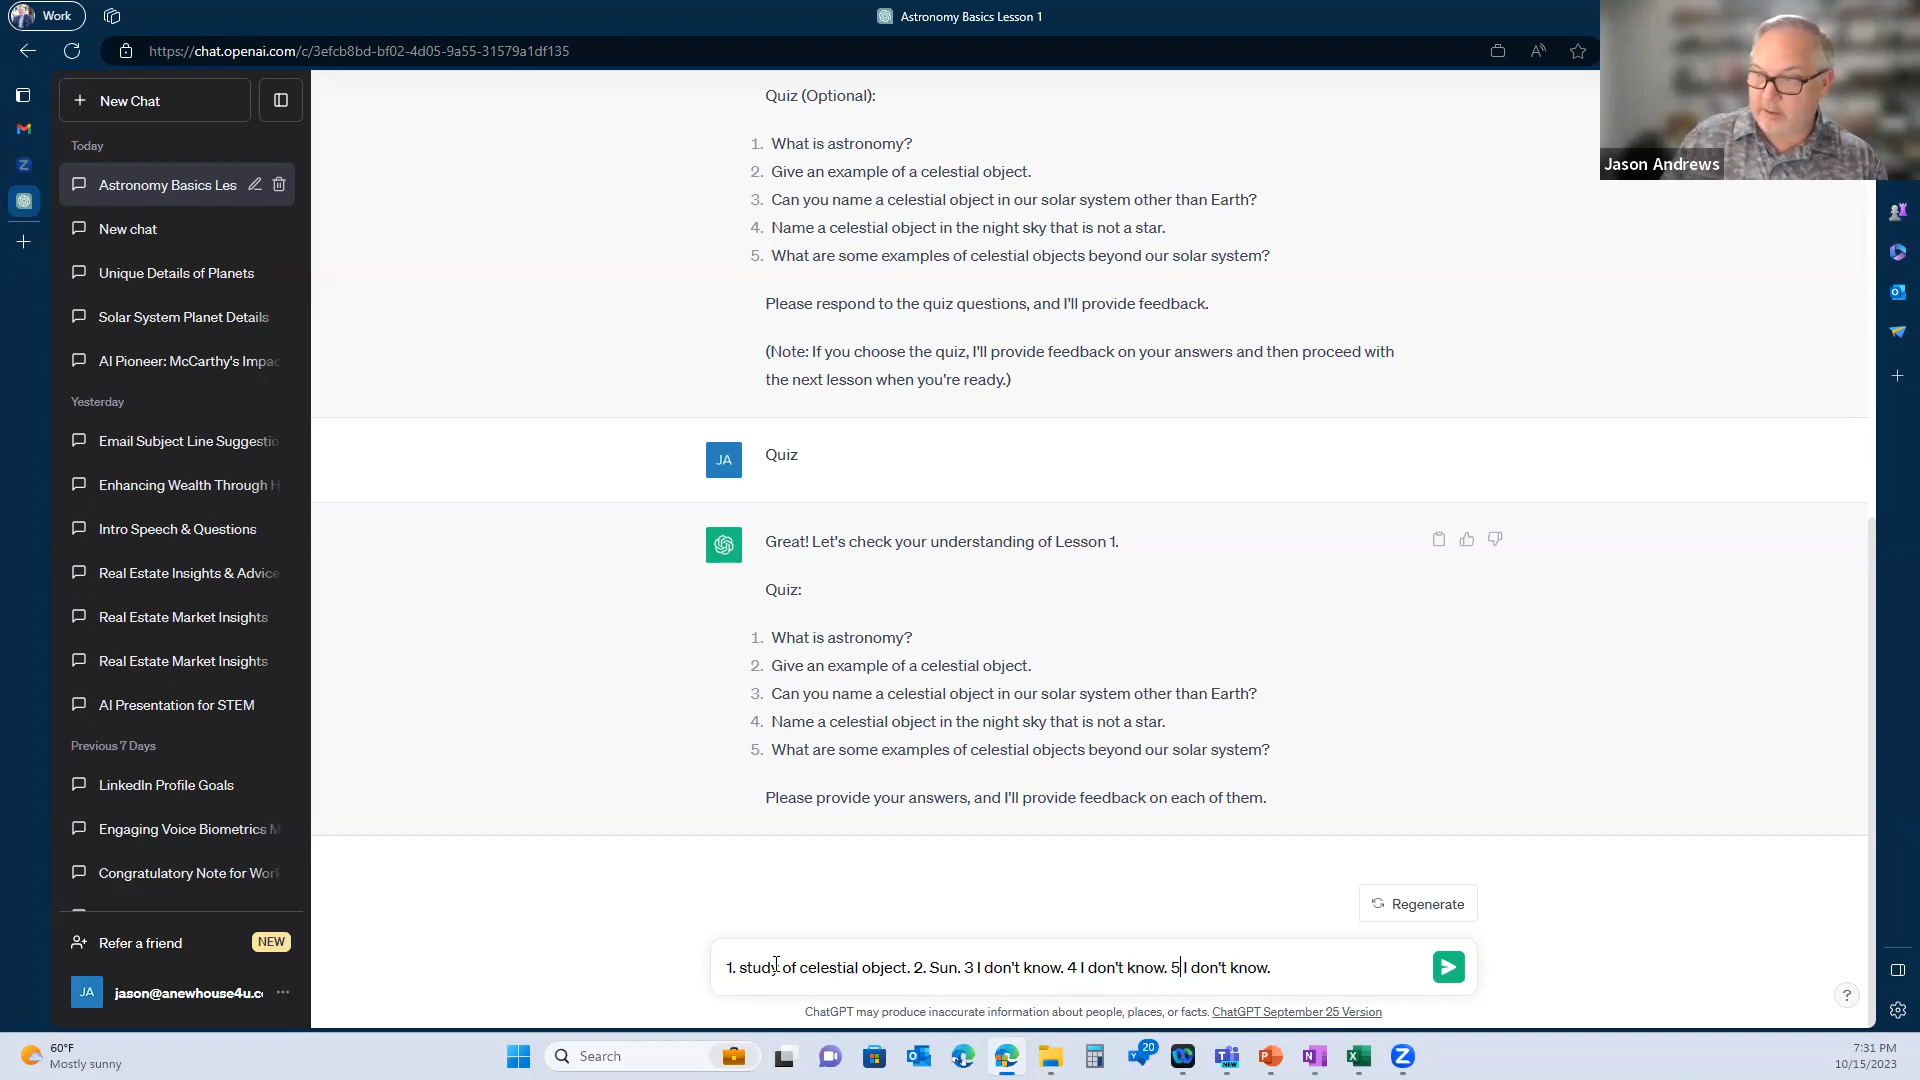 Work
Astronomy Basics Lesson 1
https://chat.openai.com/c/3efcb8bd-bf02-4d05-9a55-31579a1df135
Jason Andrews
New Chat
Today
Astronomy Basics Les
New chat
Unique Details of Planets
Solar System Planet Details
AI Pioneer: McCarthy's Impac
Yesterday
Email Subject Line Suggestio
Enhancing Wealth Through H
Intro Speech & Questions
Real Estate Insights & Advice
Real Estate Market Insights
Real Estate Market Insights
AI Presentation for STEM
Previous 7 Days
LinkedIn Profile Goals
Engaging Voice Biometrics M
Congratulatory Note for Wor
Refer a friend
NEW
JA
jason@anewhouse4u.c
Quiz (Optional):
1. What is astronomy?
2. Give an example of a celestial object.
3. Can you name a celestial object in our solar system other than Earth?
4. Name a celestial object in the night sky that is not a star.
5. What are some examples of celestial objects beyond our solar system?
Please respond to the quiz questions, and I'll provide feedback.
(Note: If you choose the quiz, I'll provide feedback on your answers and then proceed with
the next lesson when you're ready.)
JA
Quiz
Great! Let's check your understanding of Lesson 1.
Quiz:
1. What is astronomy?
2. Give an example of a celestial object.
3. Can you name a celestial object in our solar system other than Earth?
4. Name a celestial object in the night sky that is not a star.
5. What are some examples of celestial objects beyond our solar system?
Please provide your answers, and I'll provide feedback on each of them.
Regenerate
1. study of celestial object. 2. Sun. 3 I don't know. 4 I don't know. 5 I don't know.
ChatGPT may produce inaccurate information about people, places, or facts. ChatGPT September 25 Version
?
60°F
Mostly sunny
Search
20
NEW
7:31 PM
10/15/2023